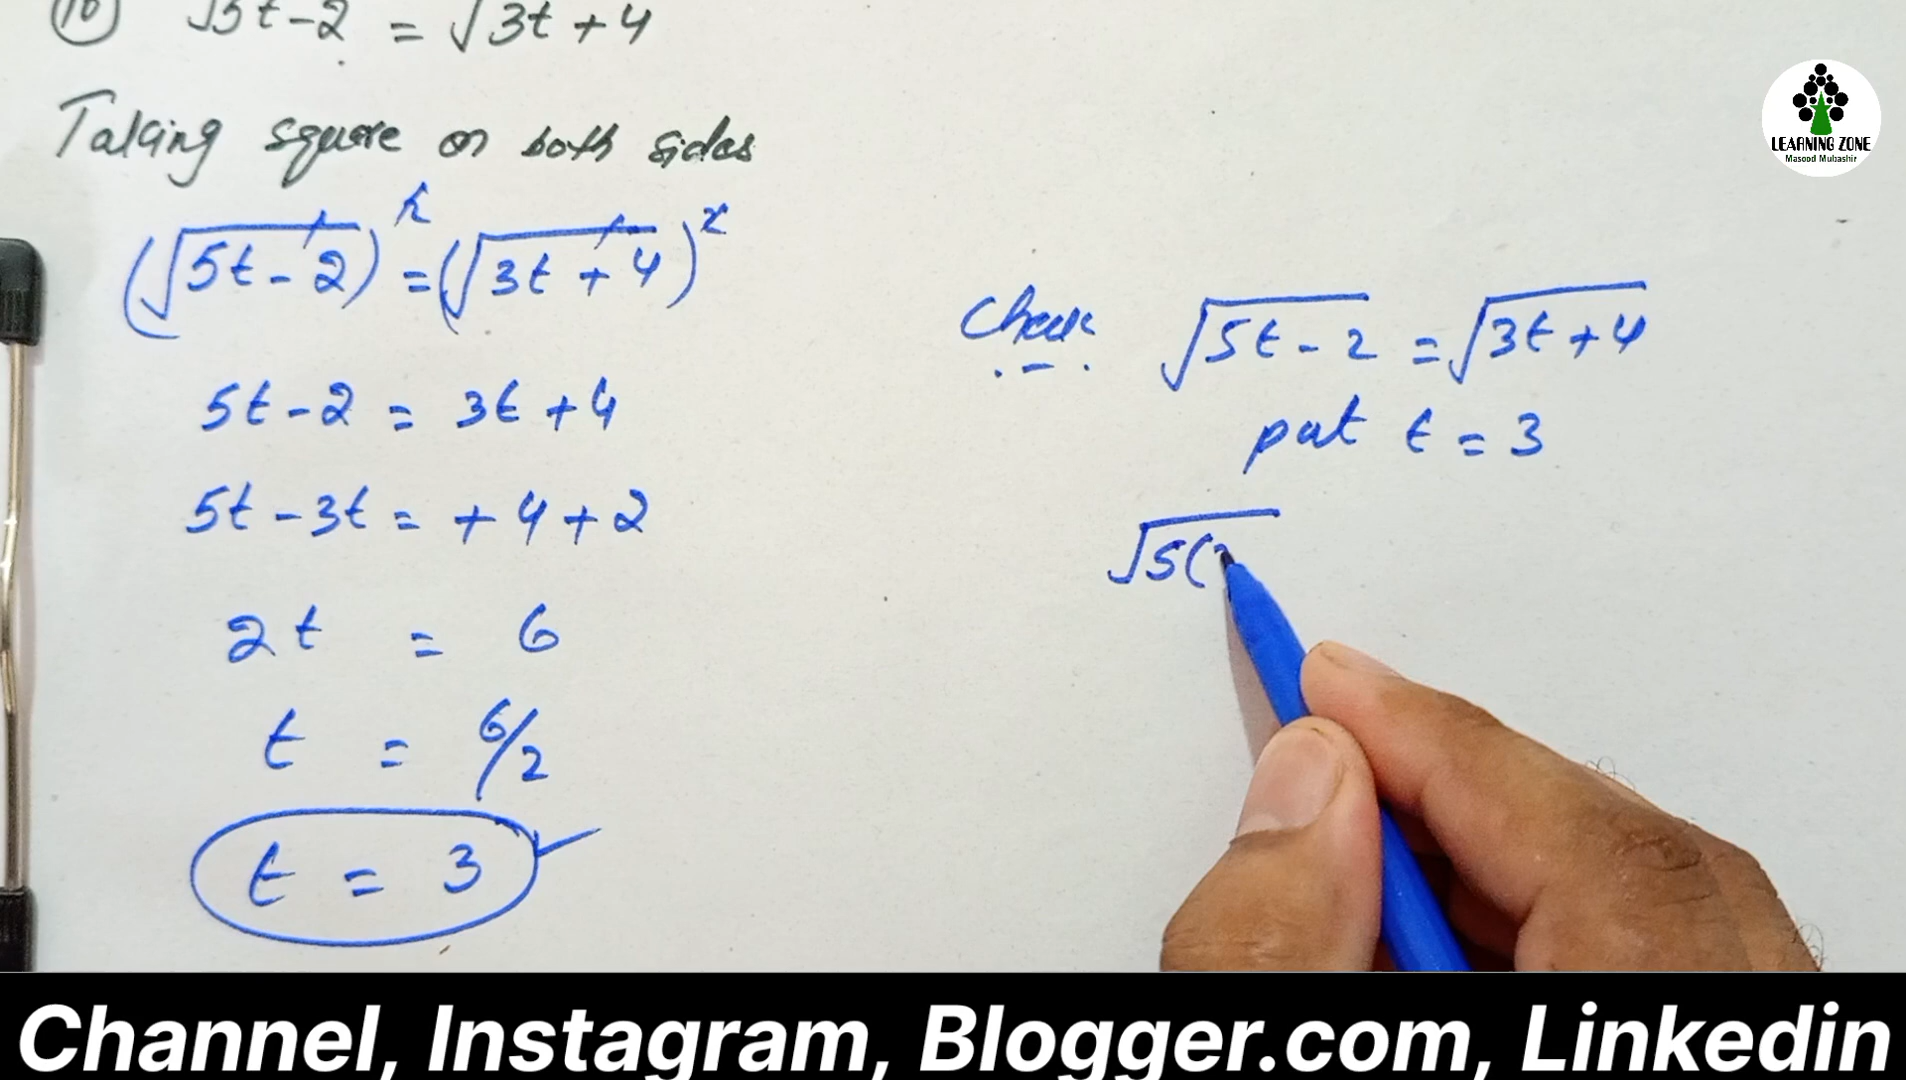 10 √5t-2 = √3t+4
Taking square on both sides
(√5t-2)² = (√3t+4)²
5t-2 = 3t+4
5t-3t = +4+2
2t = 6
t = 6/2
t = 3
Check √5t-2 = √3t+4
put t = 3
√5(
LEARNING ZONE
Masood Mubashir
Channel, Instagram, Blogger.com, Linkedin